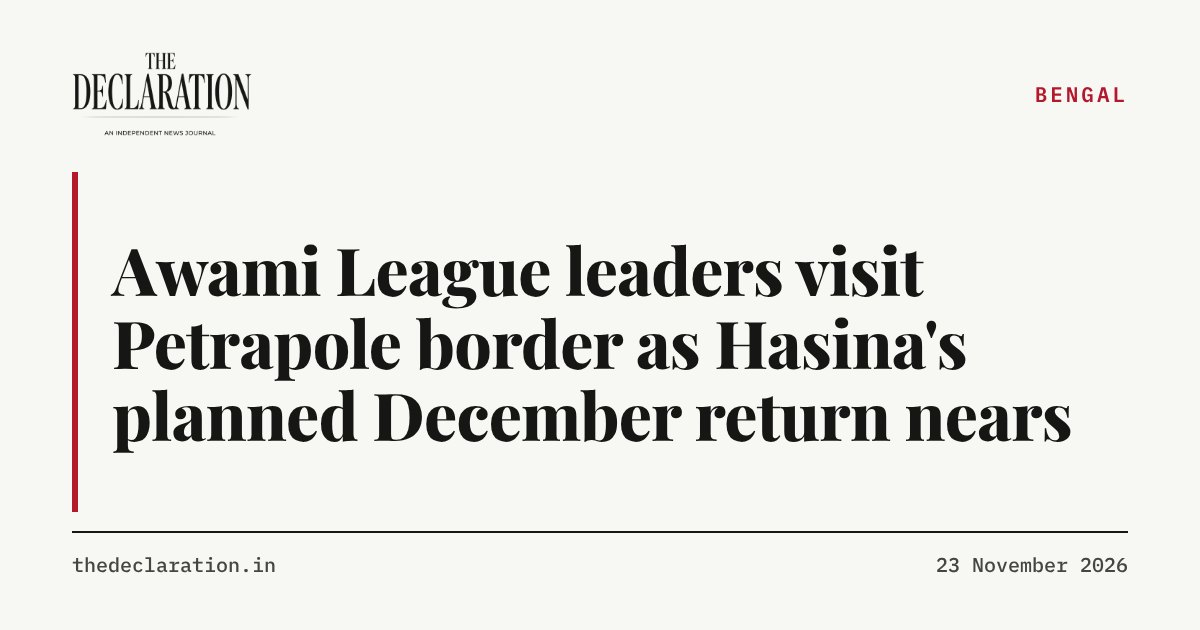 THE
DECLARATION
AN INDEPENDENT NEWS JOURNAL
BENGAL
Awami League leaders visit
Petrapole border as Hasina's
planned December return nears
thedeclaration.in
23 November 2026